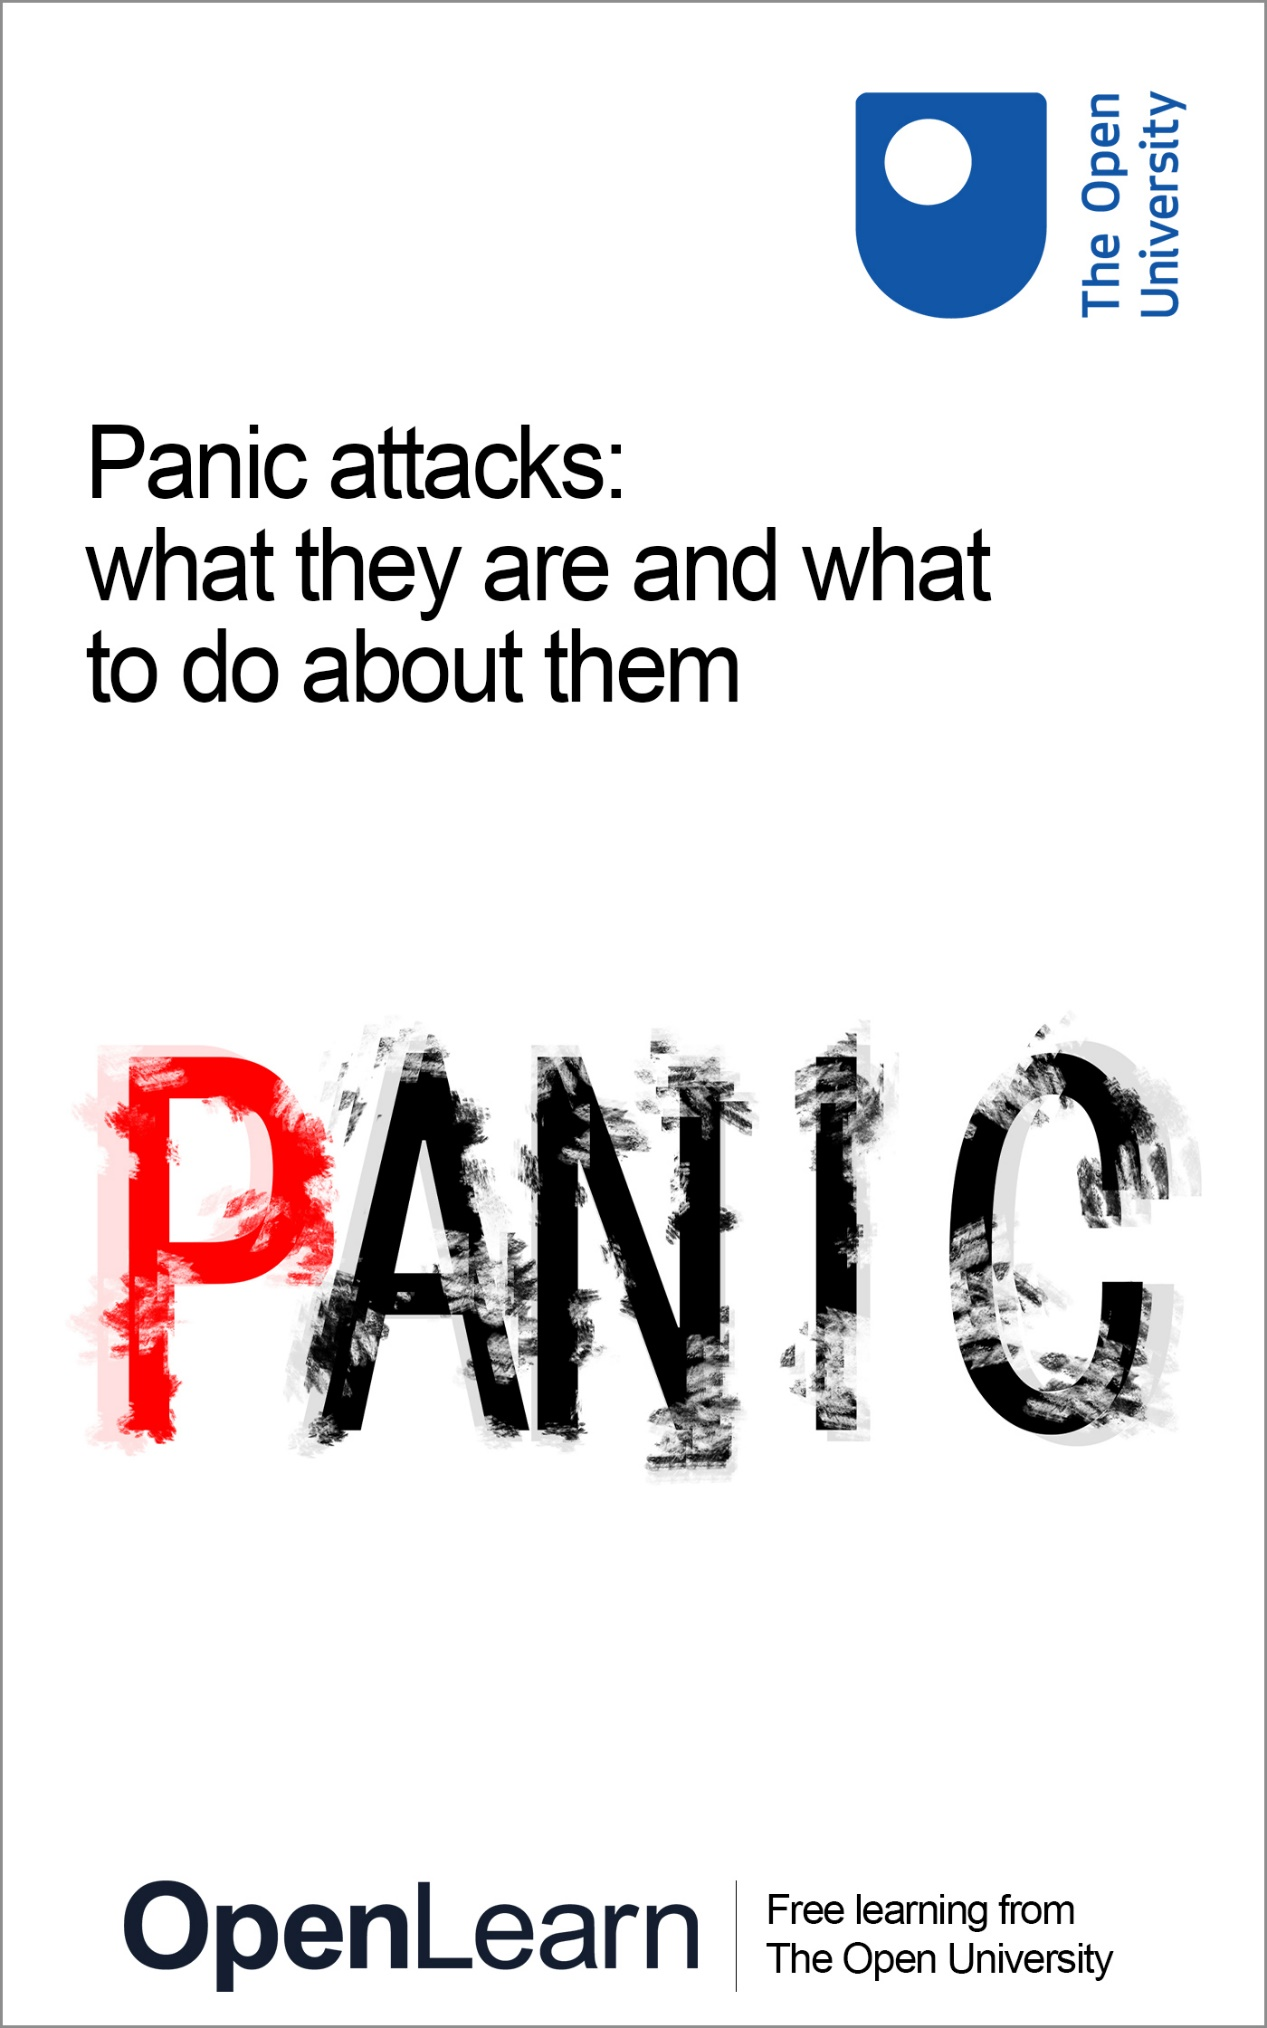 The Open
University
Panic attacks:
what they are and what
to do about them
PANIC
OpenLearn
Free learning from
The Open University